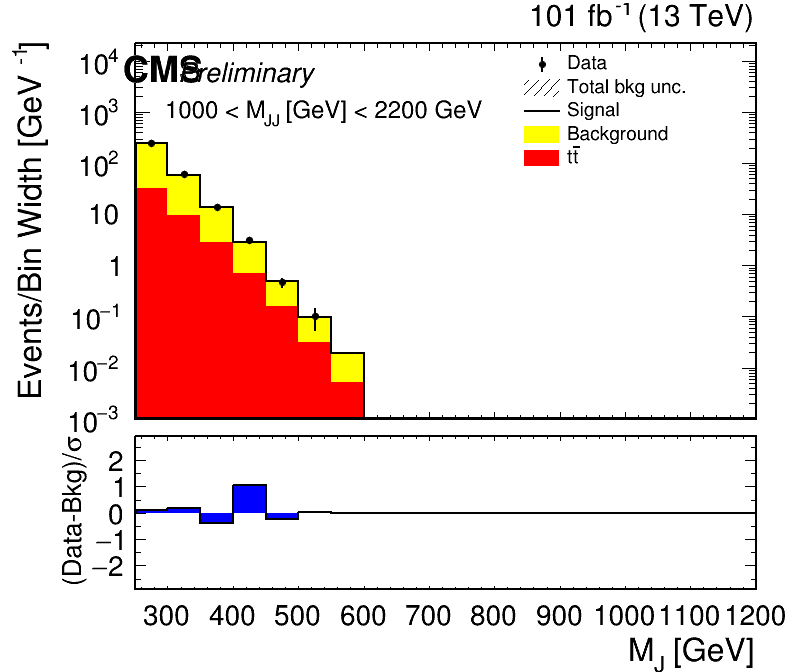 101 fb⁻¹ (13 TeV)
CMS Preliminary
1000 < M_JJ [GeV] < 2200 GeV
Data
Total bkg unc.
Signal
Background
tt̄
Events/Bin Width [GeV⁻¹]
10⁴
10³
10²
10
1
10⁻¹
10⁻²
10⁻³
(Data-Bkg)/σ
2
1
0
−1
−2
300 400 500 600 700 800 900 1000 1100 1200
M_J [GeV]